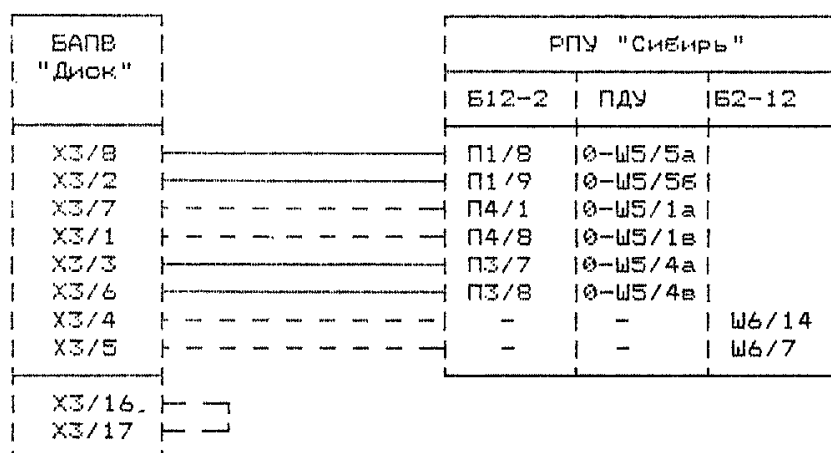 БАПВ РПУ "Сибирь"
"Диск"
Б12-2 ПДУ Б2-12
Х3/8 П1/8 0-Ш5/5а
Х3/2 П1/9 0-Ш5/5б
Х3/7 П4/1 0-Ш5/1а
Х3/1 П4/8 0-Ш5/1в
Х3/3 П3/7 0-Ш5/4а
Х3/6 П3/8 0-Ш5/4в
Х3/4 - - Ш6/14
Х3/5 - - Ш6/7
Х3/16
Х3/17